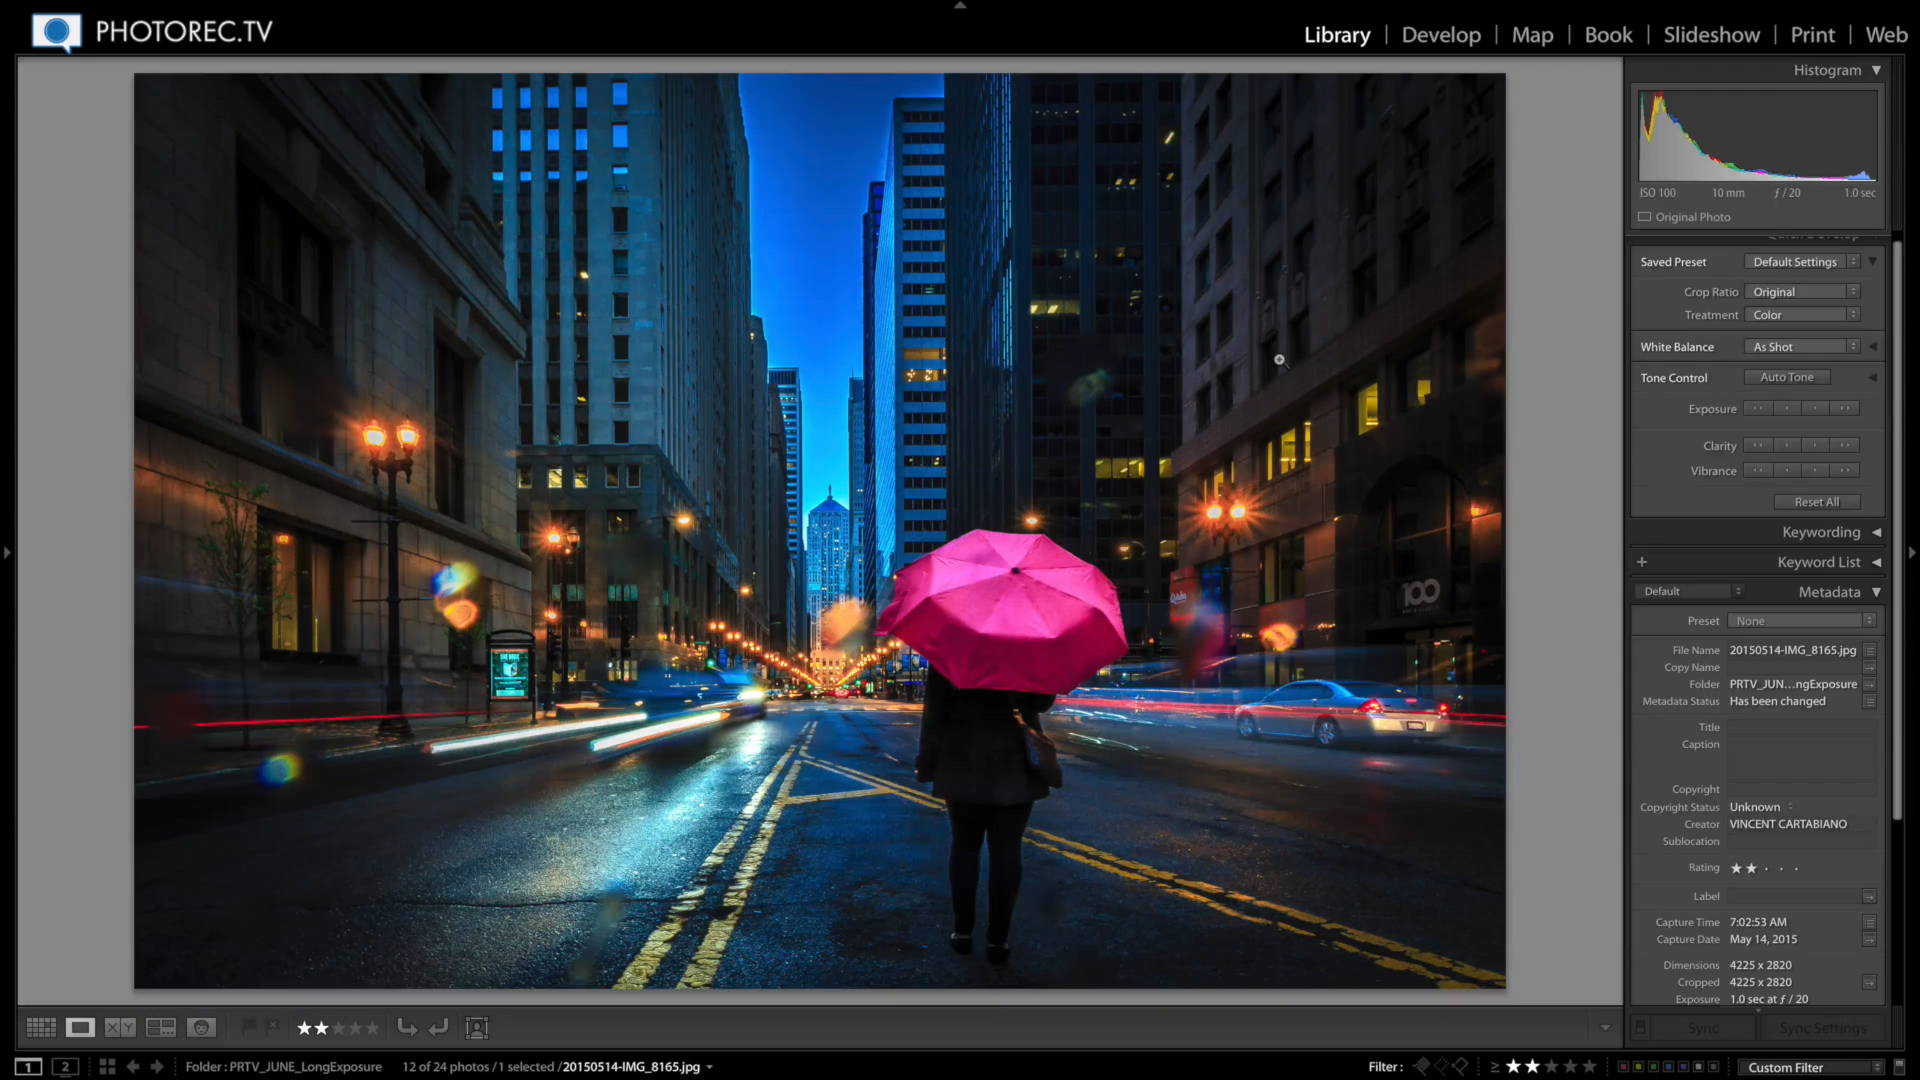 PHOTOREC.TV
Library | Develop | Map | Book | Slideshow | Print | Web
Histogram
ISO 100 10 mm ƒ / 20 1.0 sec
Original Photo
Saved Preset Default Settings
Crop Ratio Original
Treatment Color
White Balance As Shot
Tone Control Auto Tone
Exposure
Clarity
Vibrance
Reset All
Keywording
+ Keyword List
Default Metadata
Preset None
File Name 20150514-IMG_8165.jpg
Copy Name
Folder PRTV_JUN...ngExposure
Metadata Status Has been changed
Title
Caption
Copyright
Copyright Status Unknown
Creator VINCENT CARTABIANO
Sublocation
Rating
Label
Capture Time 7:02:53 AM
Capture Date May 14, 2015
Dimensions 4225 x 2820
Cropped 4225 x 2820
Exposure 1.0 sec at ƒ / 20
Sync Sync Settings
100
X Y
1 2 Folder : PRTV_JUNE_LongExposure 12 of 24 photos / 1 selected / 20150514-IMG_8165.jpg Filter : ≥ Custom Filter